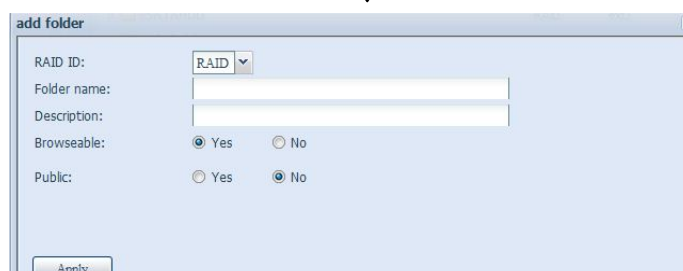 add folder
RAID ID: RAID
Folder name:
Description:
Browseable: Yes No
Public: Yes No
Apply